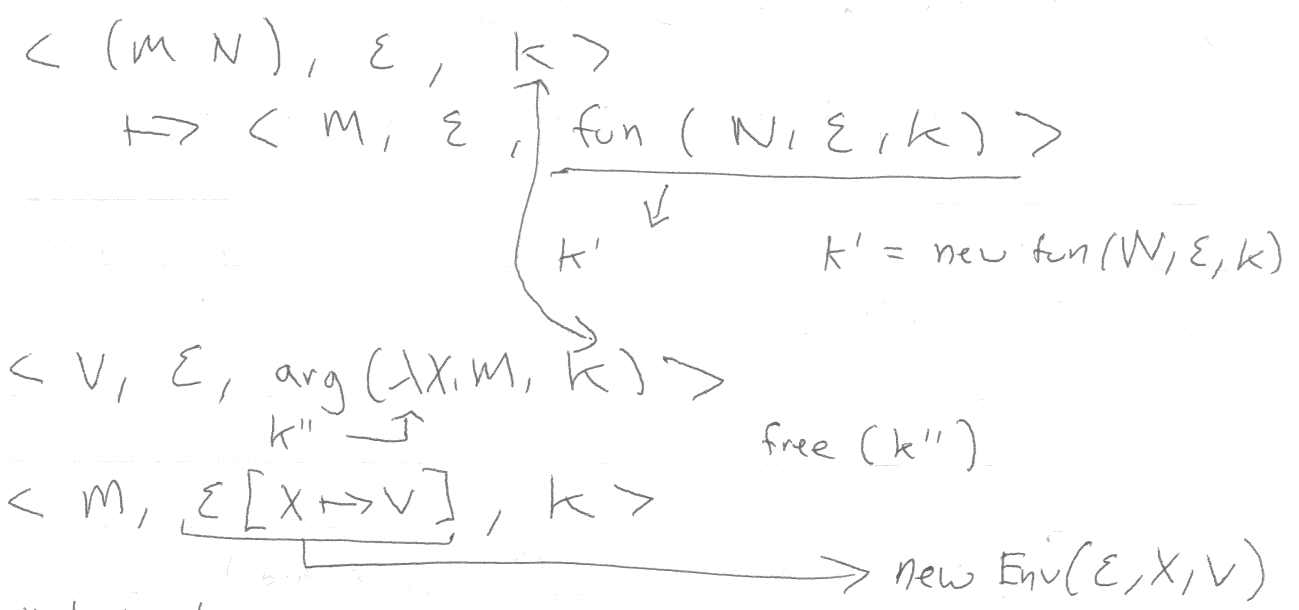 < (M N), ε, k>
↦ < M, ε, fun (N, ε, k) >
k'
k' = new fun(N, ε, k)
< V, ε, arg (λX.M, k) >
k''
free (k'')
< M, ε[X ↦ V], k >
new Env(ε, X, V)